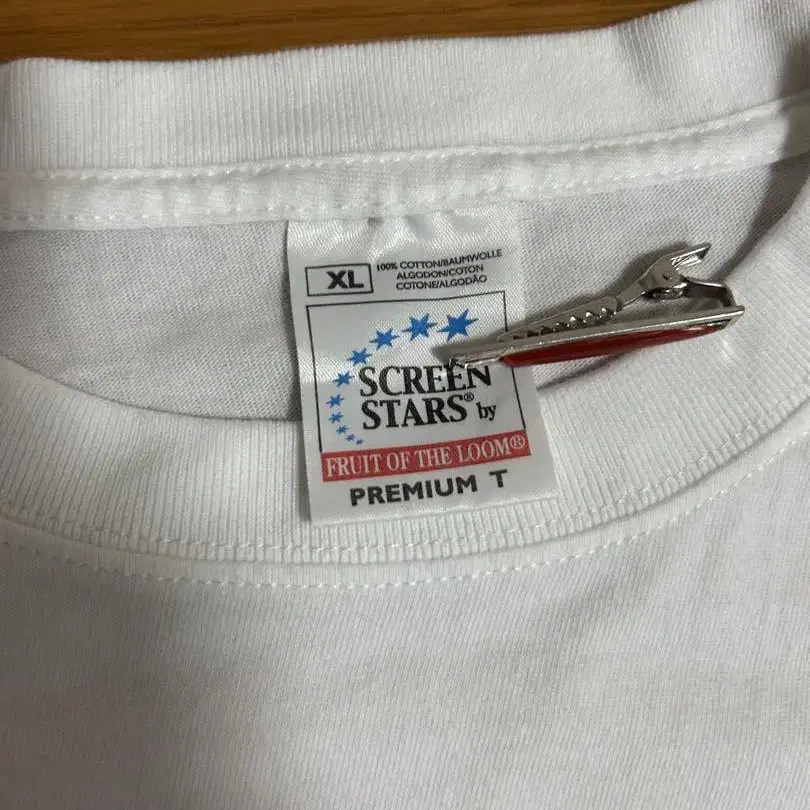 XL
100% COTTON/BAUMWOLLE
ALGODON/COTON
COTONE/ALGODÃO
SCREEN
STARS® by
FRUIT OF THE LOOM®
PREMIUM T